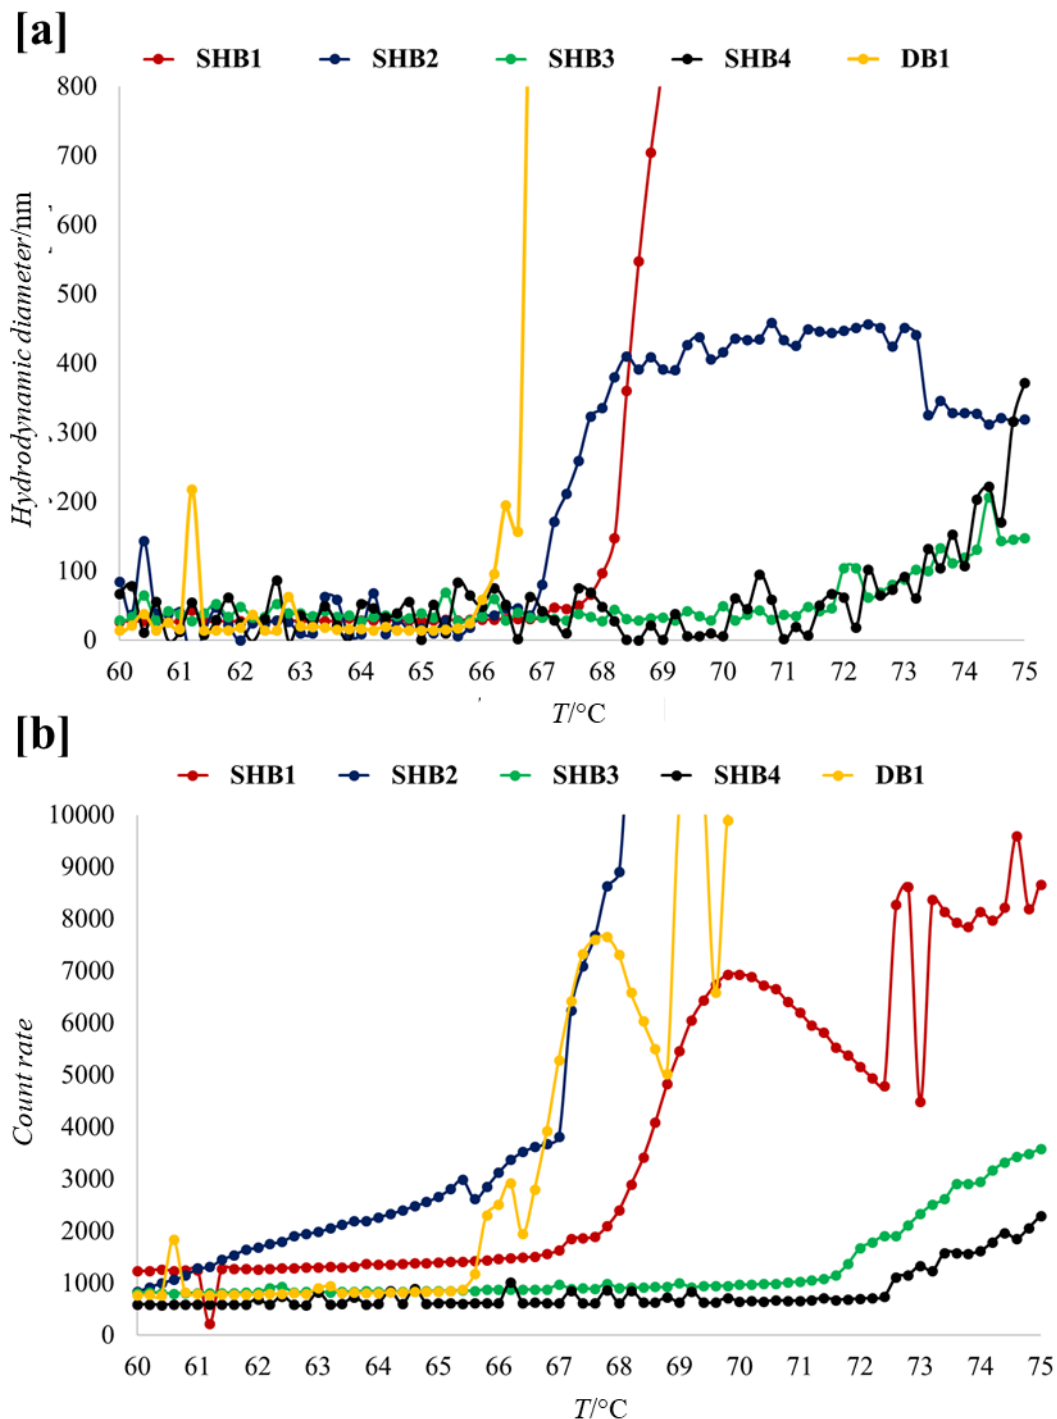 [a]
SHB1 SHB2 SHB3 SHB4 DB1
800
700
600
500
400
300
200
100
0
Hydrodynamic diameter/nm
60 61 62 63 64 65 66 67 68 69 70 71 72 73 74 75
T/°C
[b]
SHB1 SHB2 SHB3 SHB4 DB1
10000
9000
8000
7000
6000
5000
4000
3000
2000
1000
0
Count rate
60 61 62 63 64 65 66 67 68 69 70 71 72 73 74 75
T/°C